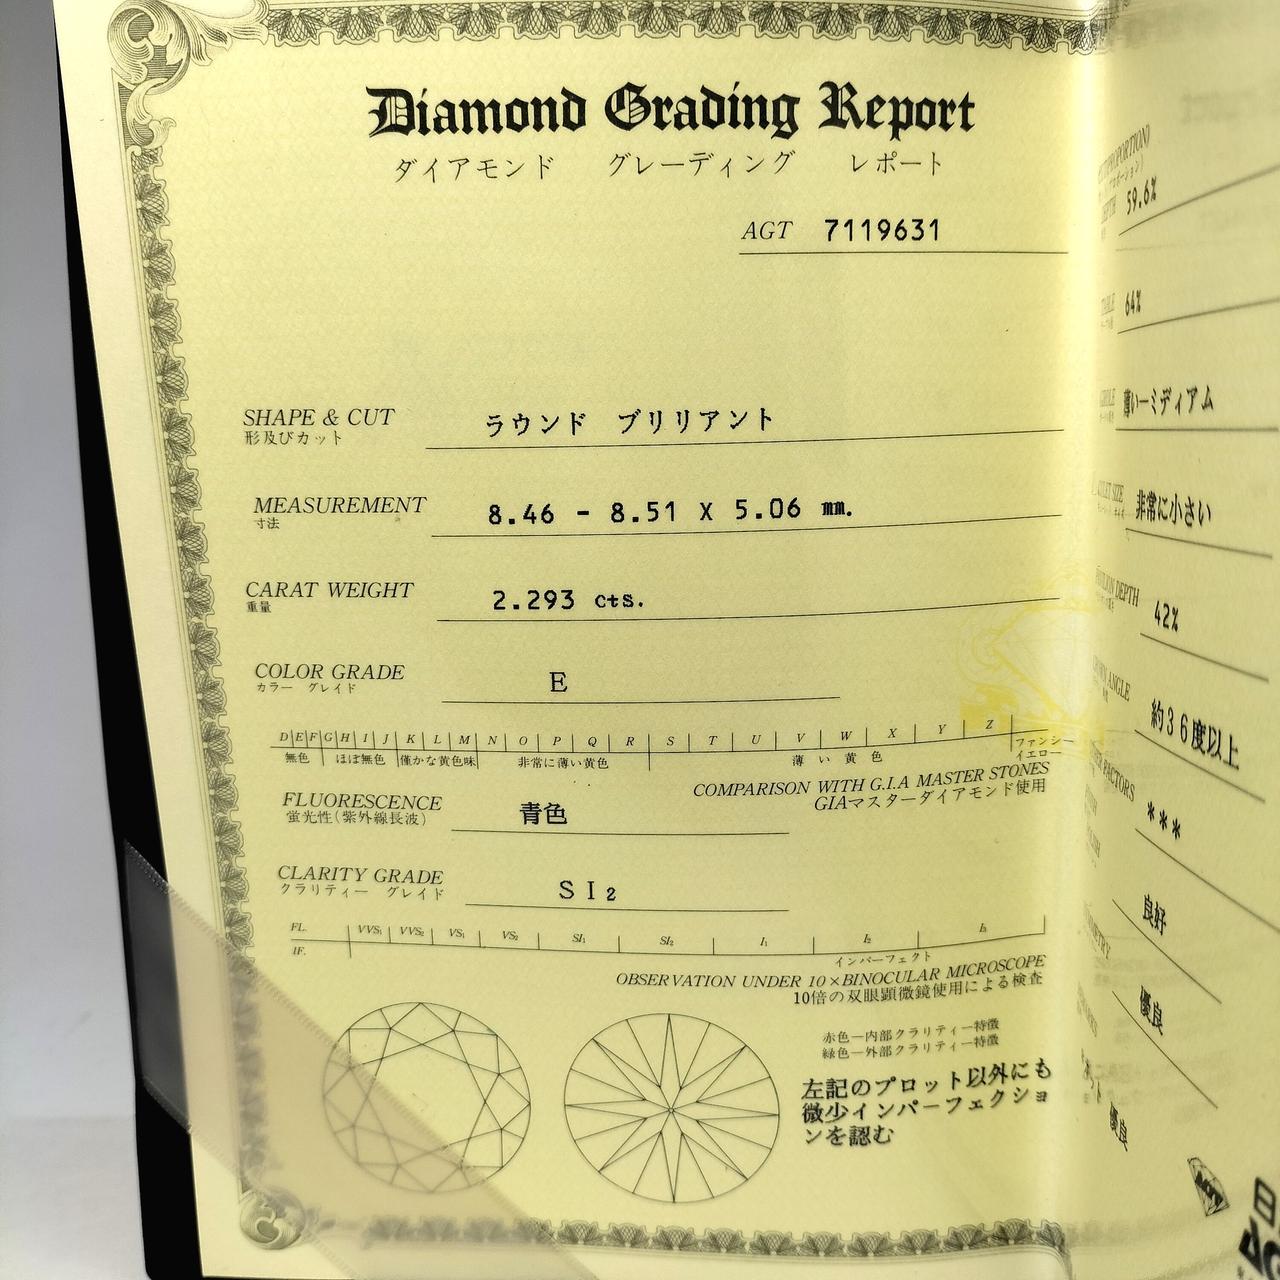 Diamond Grading Report
ダイアモンド グレーディング レポート
AGT 7119631
SHAPE & CUT ラウンド ブリリアント
形及びカット
MEASUREMENT 8.46 - 8.51 X 5.06 mm.
寸法
CARAT WEIGHT 2.293 cts.
重量
COLOR GRADE E
カラー グレイド
D E F G H I J K L M N O P Q R S T U V W X Y Z ファンシー
無色 ほぼ無色 僅かな黄色味 非常に薄い黄色 薄い黄色 イエロー
COMPARISON WITH G.I.A MASTER STONES
GIAマスターダイアモンド使用
FLUORESCENCE 青色
蛍光性(紫外線長波)
CLARITY GRADE SI2
クラリティー グレイド
FL. VVS1 VVS2 VS1 VS2 SI1 SI2 I1 I2 I3
IF. インパーフェクト
OBSERVATION UNDER 10×BINOCULAR MICROSCOPE
10倍の双眼顕微鏡使用による検査
赤色―内部クラリティー特徴
緑色―外部クラリティー特徴
左記のプロット以外にも
微少インパーフェクショ
ンを認む
59.6%
64%
薄い―ミディアム
非常に小さい
DEPTH 42%
ANGLE 約36度以上
FACTORS
***
良好
優良
優良
AGT